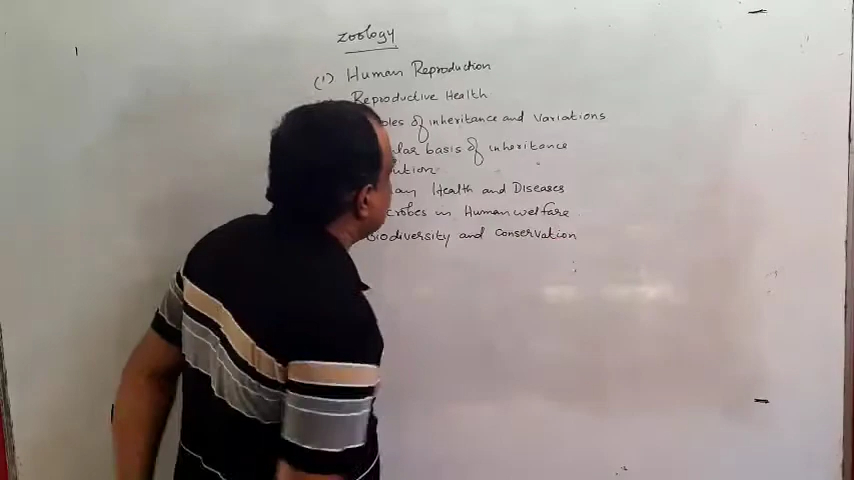 Zoology
(1) Human Reproduction
Reproductive Health
of inheritance and variations
basis of inheritance
Health and Diseases
in Human welfare
Biodiversity and conservation